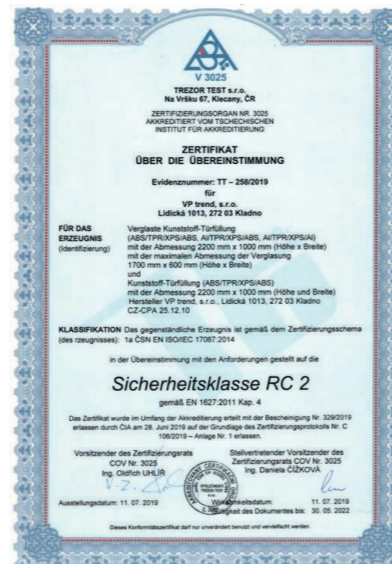 V 3025
TREZOR TEST s.r.o.
Na Vršku 67, Klecany, ČR
ZERTIFIZIERUNGSORGAN NR. 3025
AKKREDITIERT VOM TSCHECHISCHEN
INSTITUT FÜR AKKREDITIERUNG
ZERTIFIKAT
ÜBER DIE ÜBEREINSTIMMUNG
Evidenznummer: TT – 258/2019
für
VP trend, s.r.o.
Lidická 1013, 272 03 Kladno
FÜR DAS Verglaste Kunststoff-Türfüllung
ERZEUGNIS (ABS/TPR/XPS/ABS, Al/TPR/XPS/ABS, Al/TPR/XPS/Al)
(Identifizierung) mit der Abmessung 2200 mm x 1000 mm (Höhe x Breite)
mit der maximalen Abmessung der Verglasung
1700 mm x 600 mm (Höhe x Breite)
und
Kunststoff-Türfüllung (ABS/TPR/XPS/ABS)
mit der Abmessung 2200 mm x 1000 mm (Höhe und Breite)
Hersteller VP trend, s.r.o., Lidická 1013, 272 03 Kladno
CZ-CPA 25.12.10
KLASSIFIKATION Das gegenständliche Erzeugnis ist gemäß dem Zertifizierungsschema
(des rzeugnisses): 1a ČSN EN ISO/IEC 17067:2014
in der Übereinstimmung mit den Anforderungen gestellt auf die
Sicherheitsklasse RC 2
gemäß EN 1627:2011 Kap. 4
Das Zertifikat wurde im Umfang der Akkreditierung erteilt mit der Bescheinigung Nr. 329/2019
erlassen durch ČIA am 28. Juni 2019 auf der Grundlage des Zertifizierungsprotokolls Nr. C
106/2019 – Anlage Nr. 1 erlassen.
Vorsitzender des Zertifizierungsrats Stellvertretender Vorsitzender des
COV Nr. 3025 Zertifizierungsrats COV Nr. 3025
Ing. Oldřich UHLÍŘ Ing. Daniela ČÍŽKOVÁ
Ausstellungsdatum: 11. 07. 2019 11. 07. 2019
des Dokumentes bis: 30. 05. 2022
Dieses Konformitätszertifikat darf nur unverändert benutzt und vervielfacht werden.